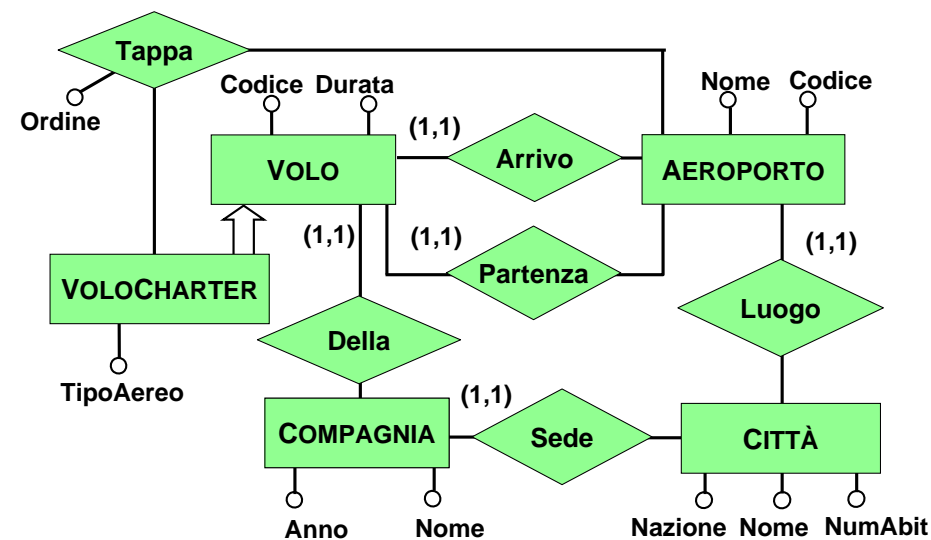 Tappa
Ordine
Codice Durata
Nome Codice
(1,1)
VOLO
Arrivo
AEROPORTO
(1,1)
(1,1)
(1,1)
VOLOCHARTER
Partenza
Luogo
Della
TipoAereo
(1,1)
COMPAGNIA
Sede
CITTÀ
Anno
Nome
Nazione Nome NumAbit